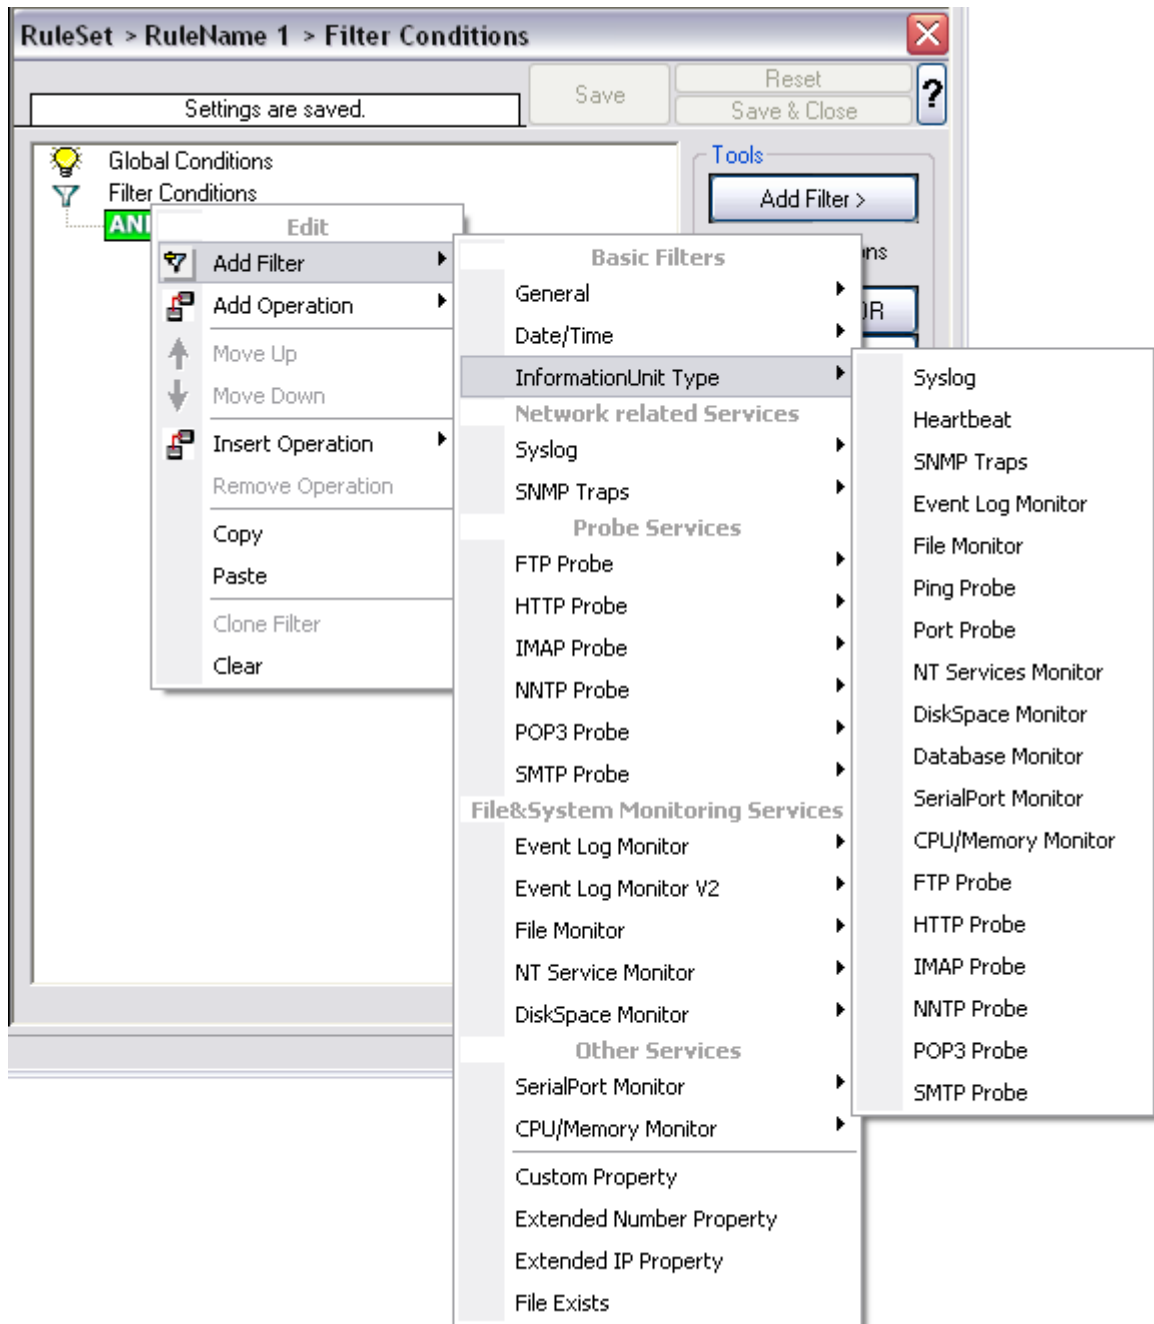 RuleSet > RuleName 1 > Filter Conditions
Settings are saved.
Save
Reset
Save & Close
?
Global Conditions
Filter Conditions
Tools
Add Filter >
Edit
Add Filter
Add Operation
Move Up
Move Down
Insert Operation
Remove Operation
Copy
Paste
Clone Filter
Clear
Basic Filters
General
Date/Time
InformationUnit Type
Network related Services
Syslog
SNMP Traps
Probe Services
FTP Probe
HTTP Probe
IMAP Probe
NNTP Probe
POP3 Probe
SMTP Probe
File&System Monitoring Services
Event Log Monitor
Event Log Monitor V2
File Monitor
NT Service Monitor
DiskSpace Monitor
Other Services
SerialPort Monitor
CPU/Memory Monitor
Custom Property
Extended Number Property
Extended IP Property
File Exists
Syslog
Heartbeat
SNMP Traps
Event Log Monitor
File Monitor
Ping Probe
Port Probe
NT Services Monitor
DiskSpace Monitor
Database Monitor
SerialPort Monitor
CPU/Memory Monitor
FTP Probe
HTTP Probe
IMAP Probe
NNTP Probe
POP3 Probe
SMTP Probe